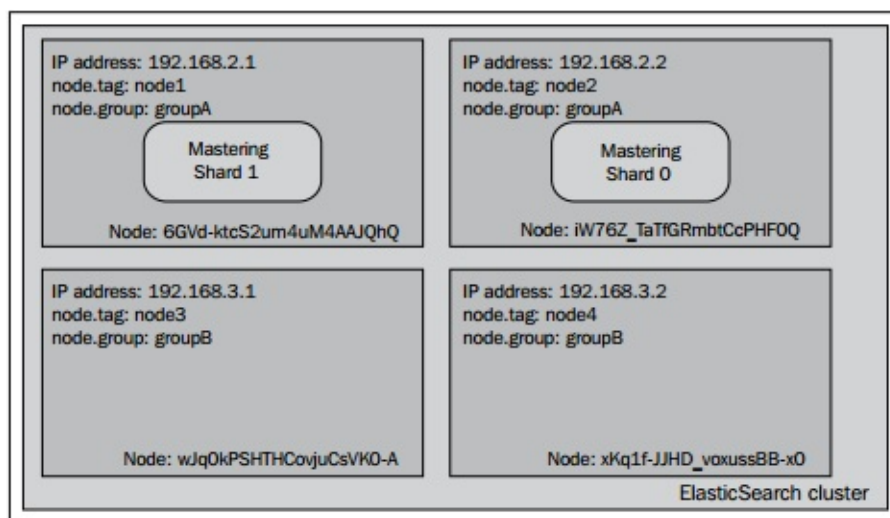 IP address: 192.168.2.1
node.tag: node1
node.group: groupA
Mastering
Shard 1
Node: 6GVd-ktcS2um4uM4AAJQhQ
IP address: 192.168.2.2
node.tag: node2
node.group: groupA
Mastering
Shard 0
Node: iW76Z_TaTfGRmbtCcPHF0Q
IP address: 192.168.3.1
node.tag: node3
node.group: groupB
Node: wJq0kPSHTHCovjuCsVK0-A
IP address: 192.168.3.2
node.tag: node4
node.group: groupB
Node: xKq1f-JJHD_voxussBB-x0
ElasticSearch cluster